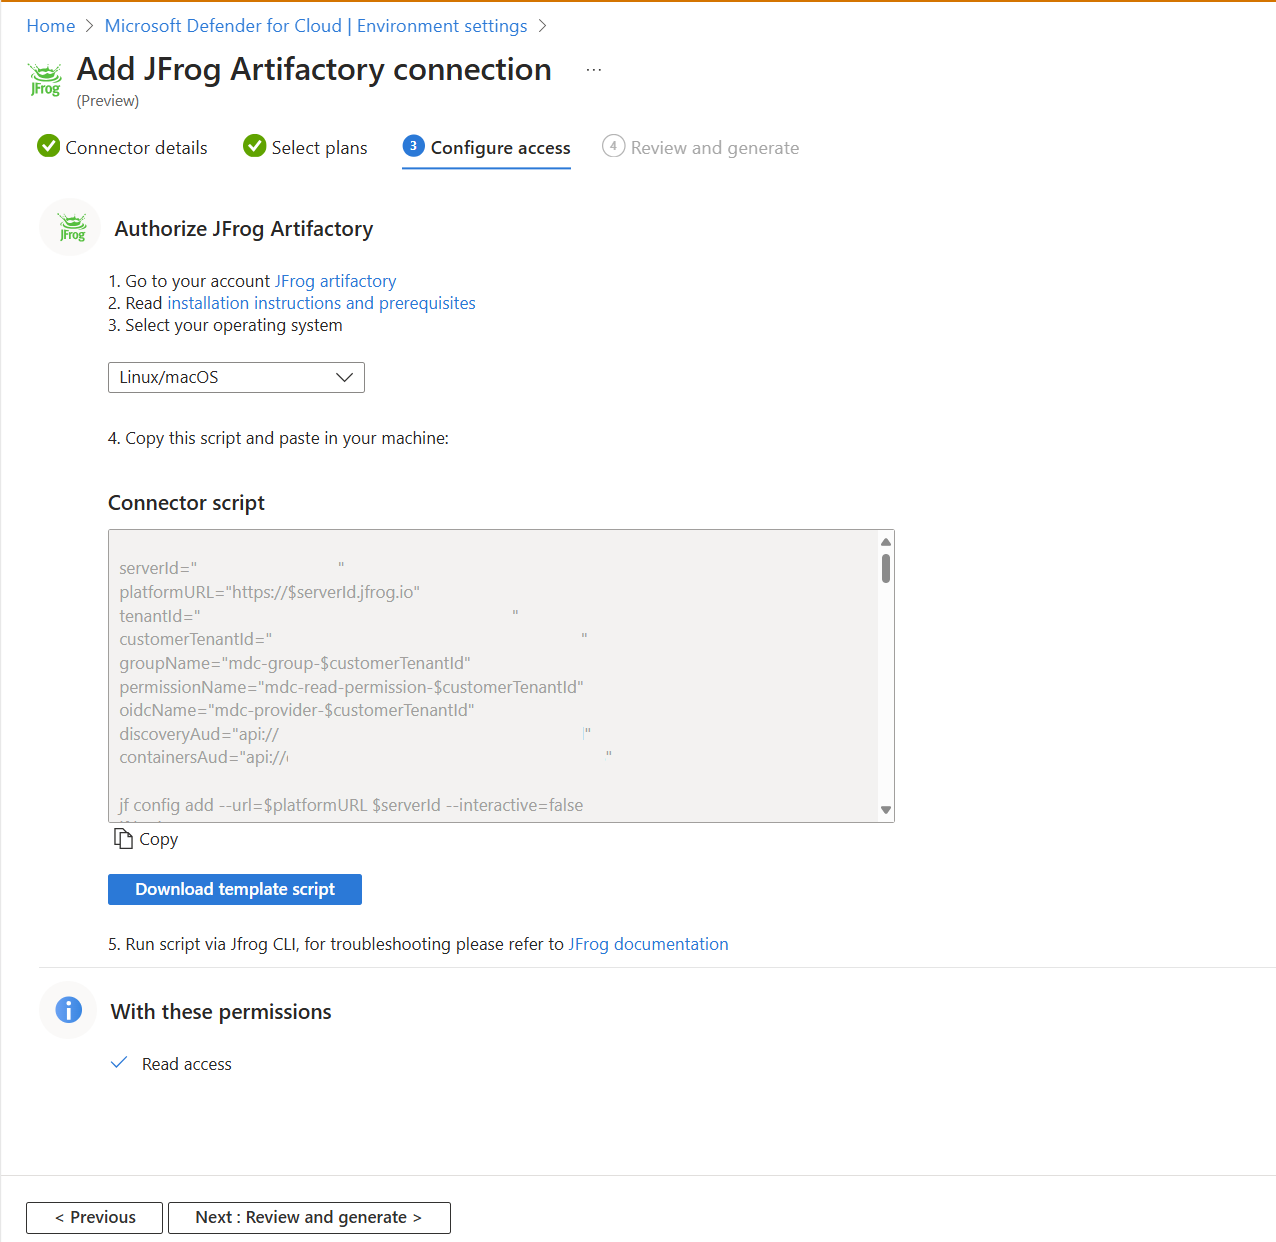 Home > Microsoft Defender for Cloud | Environment settings >
JFrog
Add JFrog Artifactory connection ...
(Preview)
Connector details Select plans 3 Configure access 4 Review and generate
JFrog
Authorize JFrog Artifactory
1. Go to your account JFrog artifactory
2. Read installation instructions and prerequisites
3. Select your operating system
Linux/macOS
4. Copy this script and paste in your machine:
Connector script
serverId=" "
platformURL="https://$serverId.jfrog.io"
tenantId=" "
customerTenantId=" "
groupName="mdc-group-$customerTenantId"
permissionName="mdc-read-permission-$customerTenantId"
oidcName="mdc-provider-$customerTenantId"
discoveryAud="api:// "
containersAud="api:// "
jf config add --url=$platformURL $serverId --interactive=false
Copy
Download template script
5. Run script via Jfrog CLI, for troubleshooting please refer to JFrog documentation
With these permissions
Read access
< Previous
Next : Review and generate >